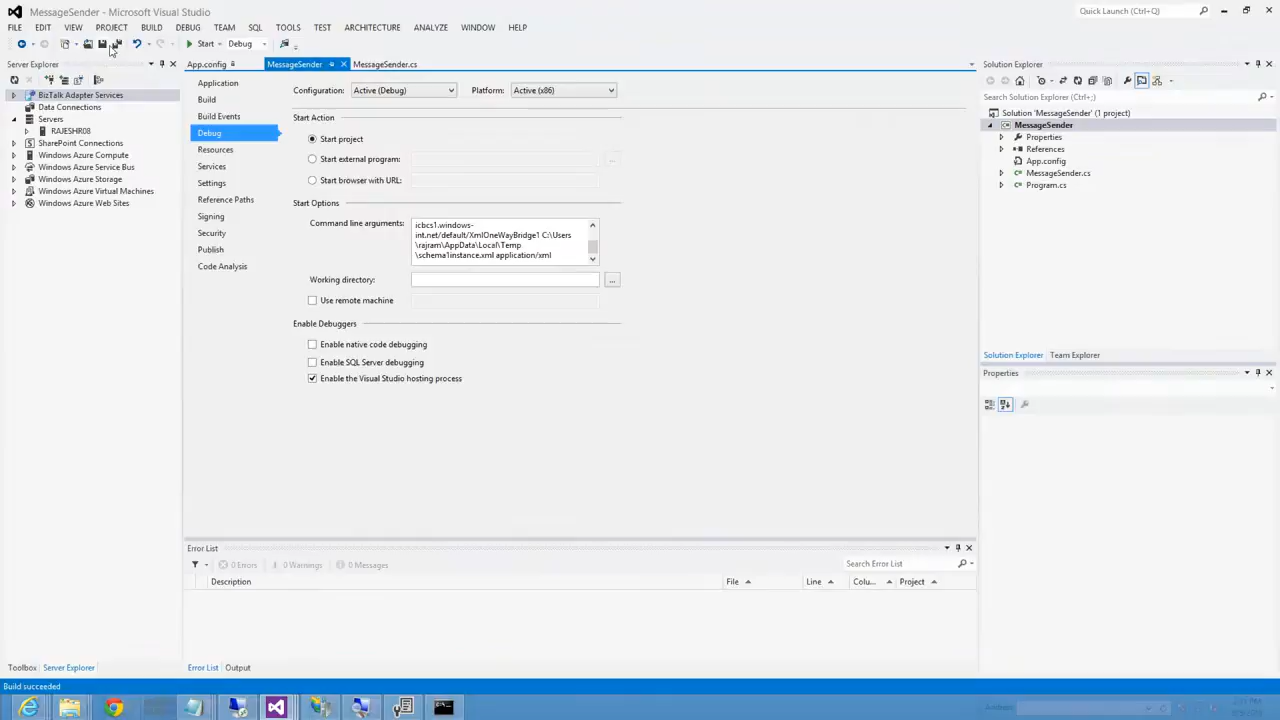 MessageSender - Microsoft Visual Studio
Quick Launch (Ctrl+Q)
FILE EDIT VIEW PROJECT BUILD DEBUG TEAM SQL TOOLS TEST ARCHITECTURE ANALYZE WINDOW HELP
Start Debug
Server Explorer
BizTalk Adapter Services
Data Connections
Servers
RAJESHR08
SharePoint Connections
Windows Azure Compute
Windows Azure Service Bus
Windows Azure Storage
Windows Azure Virtual Machines
Windows Azure Web Sites
Toolbox Server Explorer
App.config MessageSender MessageSender.cs
Application
Build
Build Events
Debug
Resources
Services
Settings
Reference Paths
Signing
Security
Publish
Code Analysis
Configuration: Active (Debug) Platform: Active (x86)
Start Action
Start project
Start external program:
Start browser with URL:
Start Options
Command line arguments:
icbcs1.windows-
int.net/default/XmlOneWayBridge1 C:\Users
\rajram\AppData\Local\Temp
\schema1instance.xml application/xml
Working directory:
Use remote machine
Enable Debuggers
Enable native code debugging
Enable SQL Server debugging
Enable the Visual Studio hosting process
Error List
0 Errors 0 Warnings 0 Messages
Search Error List
Description File Line Colu... Project
Error List Output
Solution Explorer
Search Solution Explorer (Ctrl+;)
Solution 'MessageSender' (1 project)
MessageSender
Properties
References
App.config
MessageSender.cs
Program.cs
Solution Explorer Team Explorer
Properties
Build succeeded